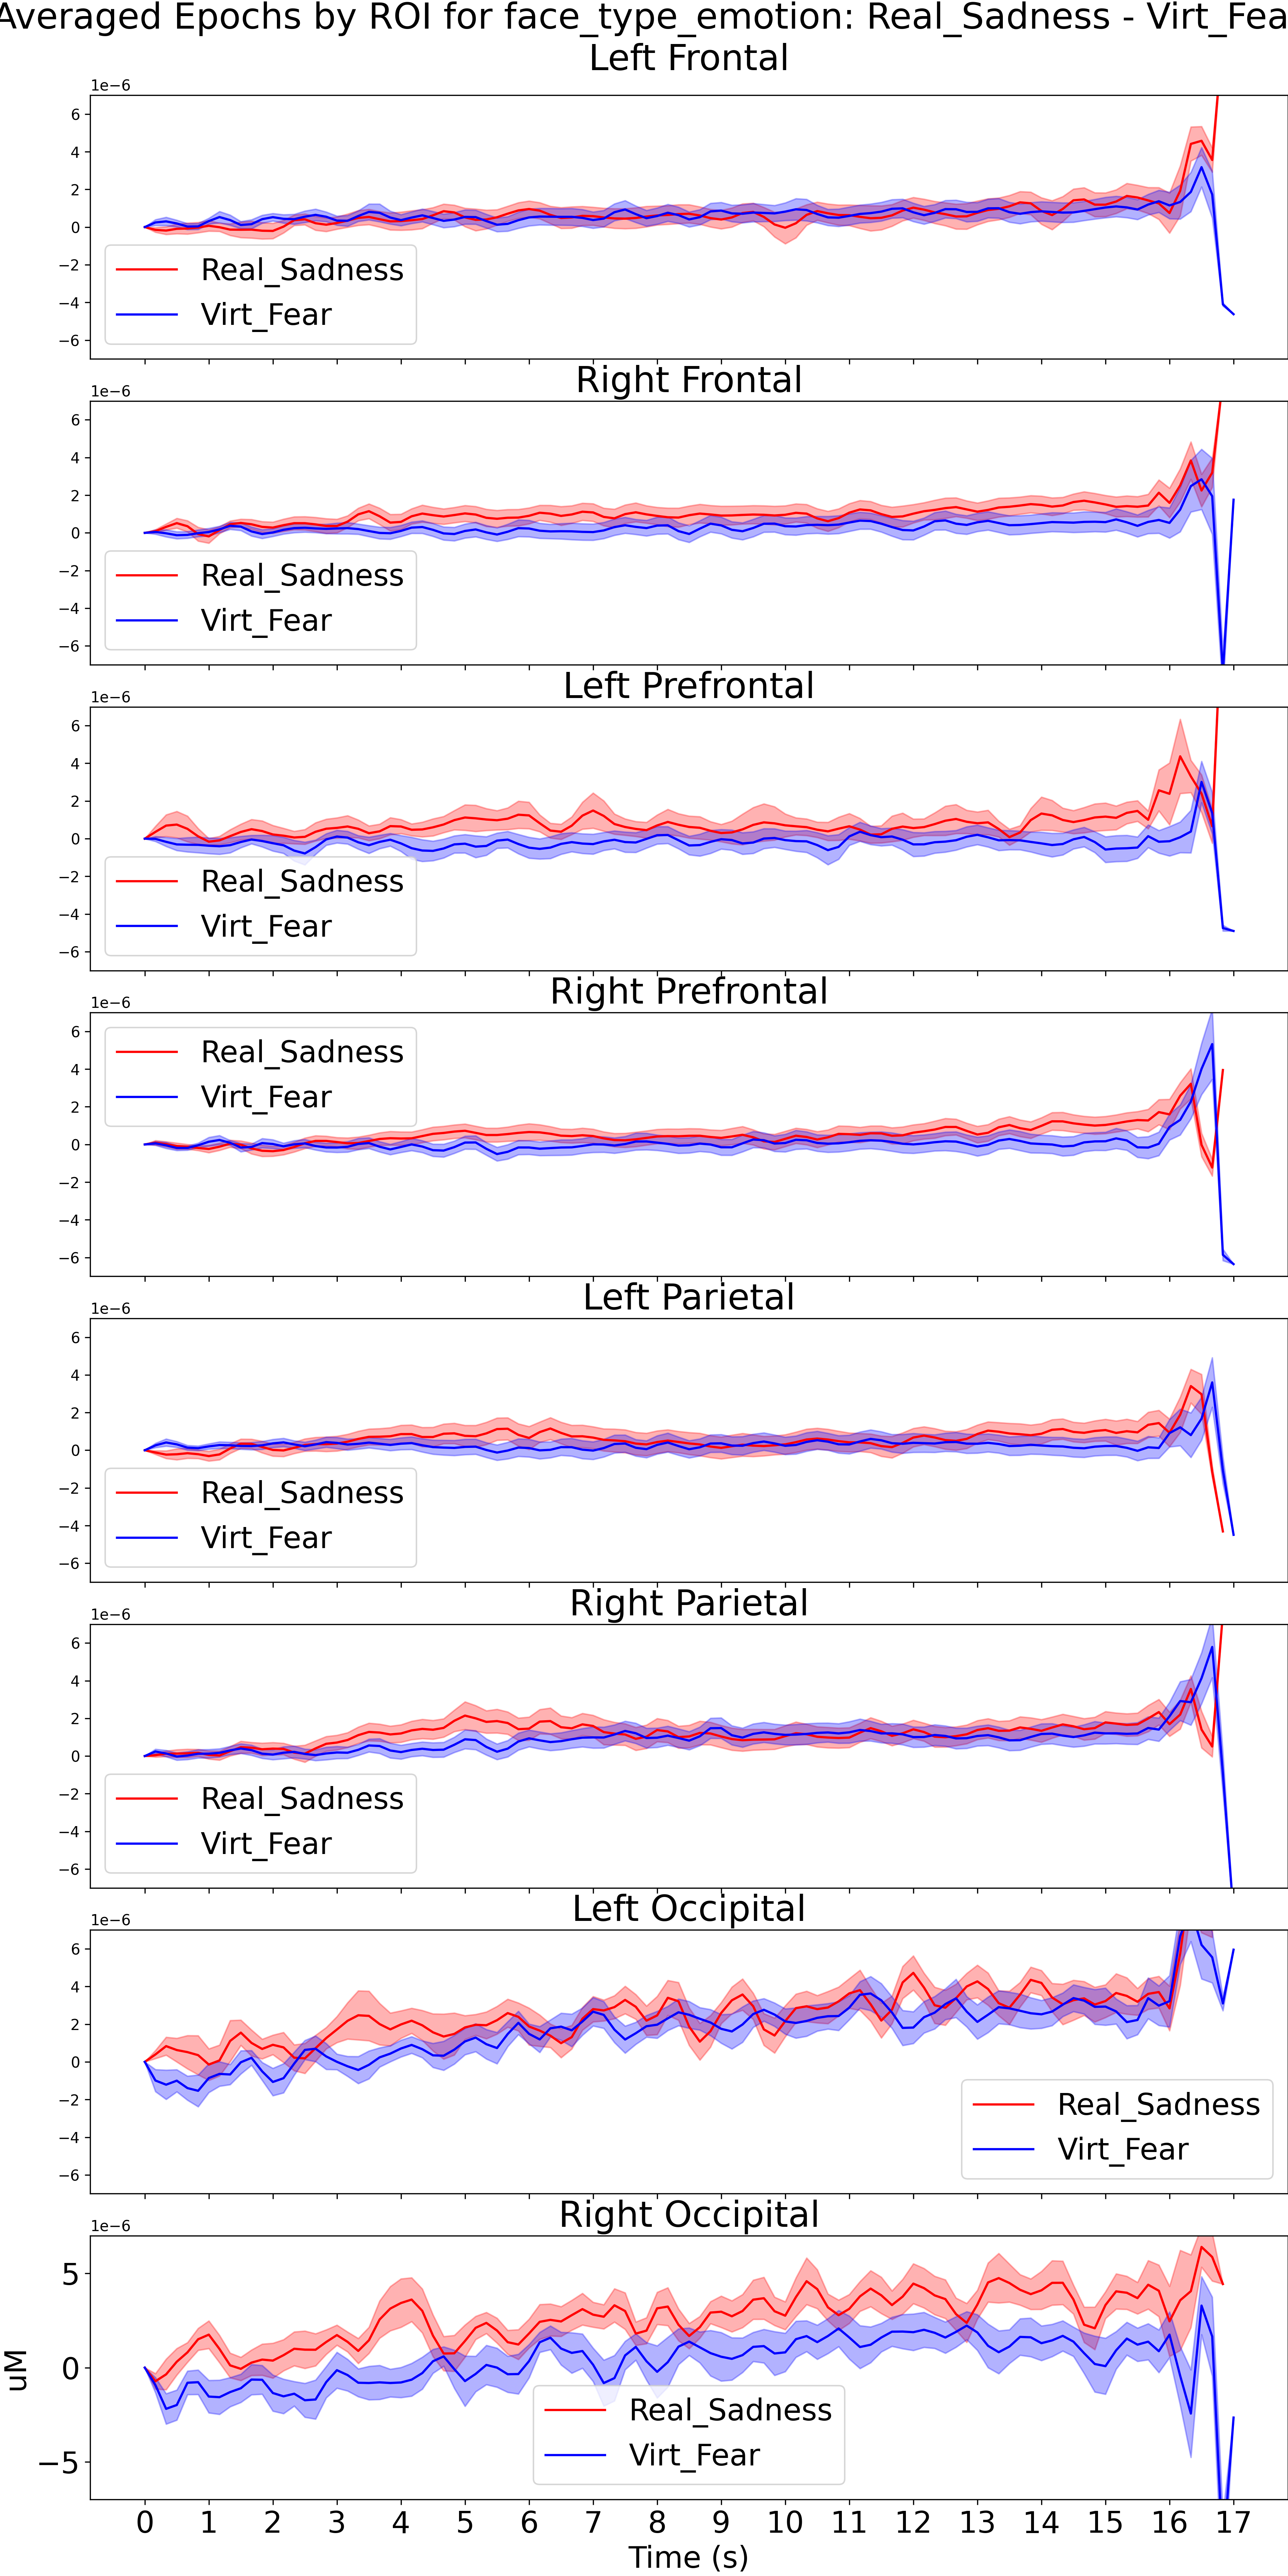 Averaged Epochs by ROI for face_type_emotion: Real_Sadness - Virt_Fea
Left Frontal
1e−6
6
4
2
0
−2
−4
−6
Real_Sadness
Virt_Fear
Right Frontal
1e−6
6
4
2
0
−2
−4
−6
Real_Sadness
Virt_Fear
Left Prefrontal
1e−6
6
4
2
0
−2
−4
−6
Real_Sadness
Virt_Fear
Right Prefrontal
1e−6
6
4
2
0
−2
−4
−6
Real_Sadness
Virt_Fear
Left Parietal
1e−6
6
4
2
0
−2
−4
−6
Real_Sadness
Virt_Fear
Right Parietal
1e−6
6
4
2
0
−2
−4
−6
Real_Sadness
Virt_Fear
Left Occipital
1e−6
6
4
2
0
−2
−4
−6
Real_Sadness
Virt_Fear
Right Occipital
1e−6
5
0
−5
uM
Real_Sadness
Virt_Fear
0 1 2 3 4 5 6 7 8 9 10 11 12 13 14 15 16 17
Time (s)